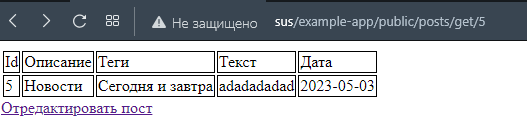 Не защищено sus/example-app/public/posts/get/5
Id Описание Теги Текст Дата
5 Новости Сегодня и завтра adadadadad 2023-05-03
Отредактировать пост